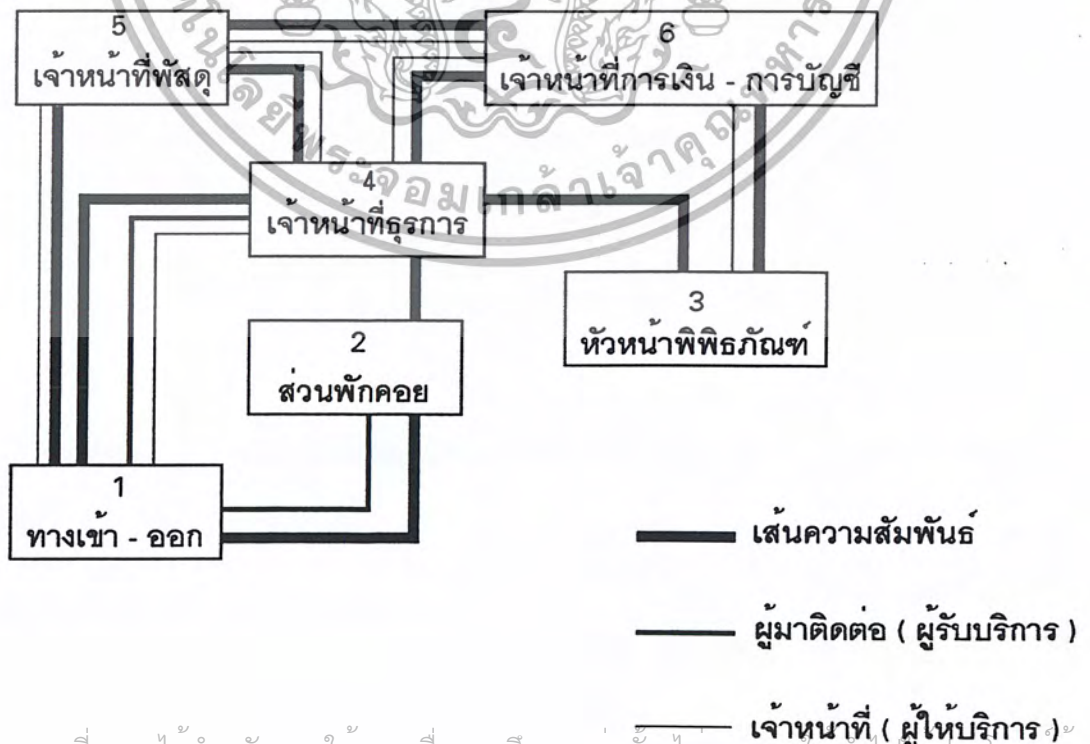 5
เจ้าหน้าที่พัสดุ
6
เจ้าหน้าที่การเงิน - การบัญชี
4
เจ้าหน้าที่ธุรการ
3
หัวหน้าพิพิธภัณฑ์
2
ส่วนพักคอย
1
ทางเข้า - ออก
เส้นความสัมพันธ์
ผู้มาติดต่อ ( ผู้รับบริการ )
เจ้าหน้าที่ ( ผู้ให้บริการ )